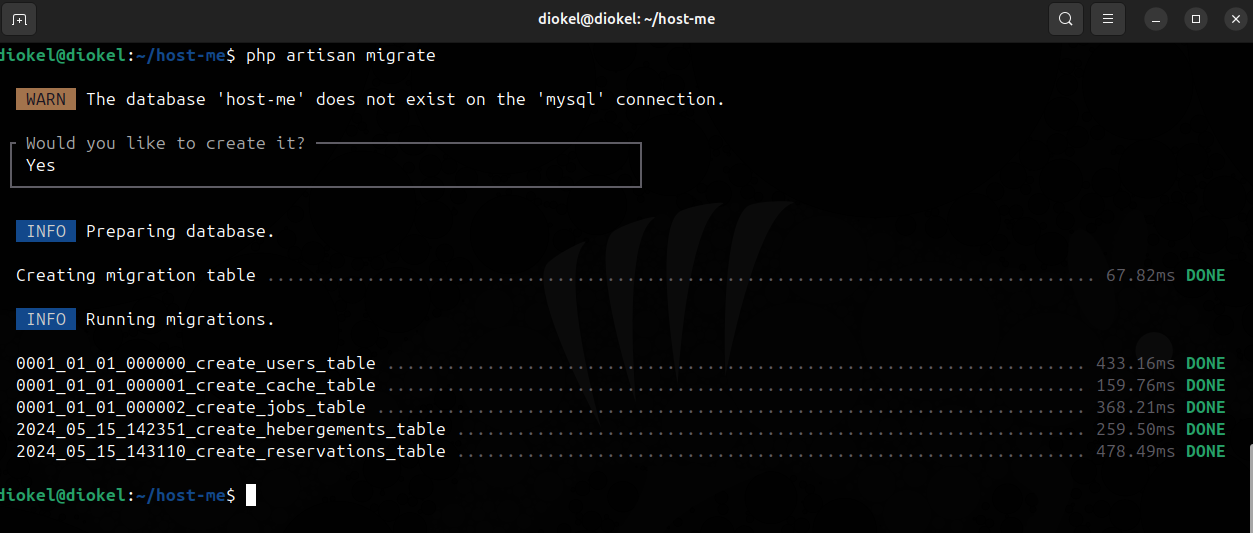 diokel@diokel: ~/host-me
diokel@diokel:~/host-me$ php artisan migrate
WARN The database 'host-me' does not exist on the 'mysql' connection.
Would you like to create it?
Yes
INFO Preparing database.
Creating migration table ................................................................................... 67.82ms DONE
INFO Running migrations.
0001_01_01_000000_create_users_table ...................................................................... 433.16ms DONE
0001_01_01_000001_create_cache_table ...................................................................... 159.76ms DONE
0001_01_01_000002_create_jobs_table ....................................................................... 368.21ms DONE
2024_05_15_142351_create_hebergements_table ............................................................... 259.50ms DONE
2024_05_15_143110_create_reservations_table ............................................................... 478.49ms DONE
diokel@diokel:~/host-me$